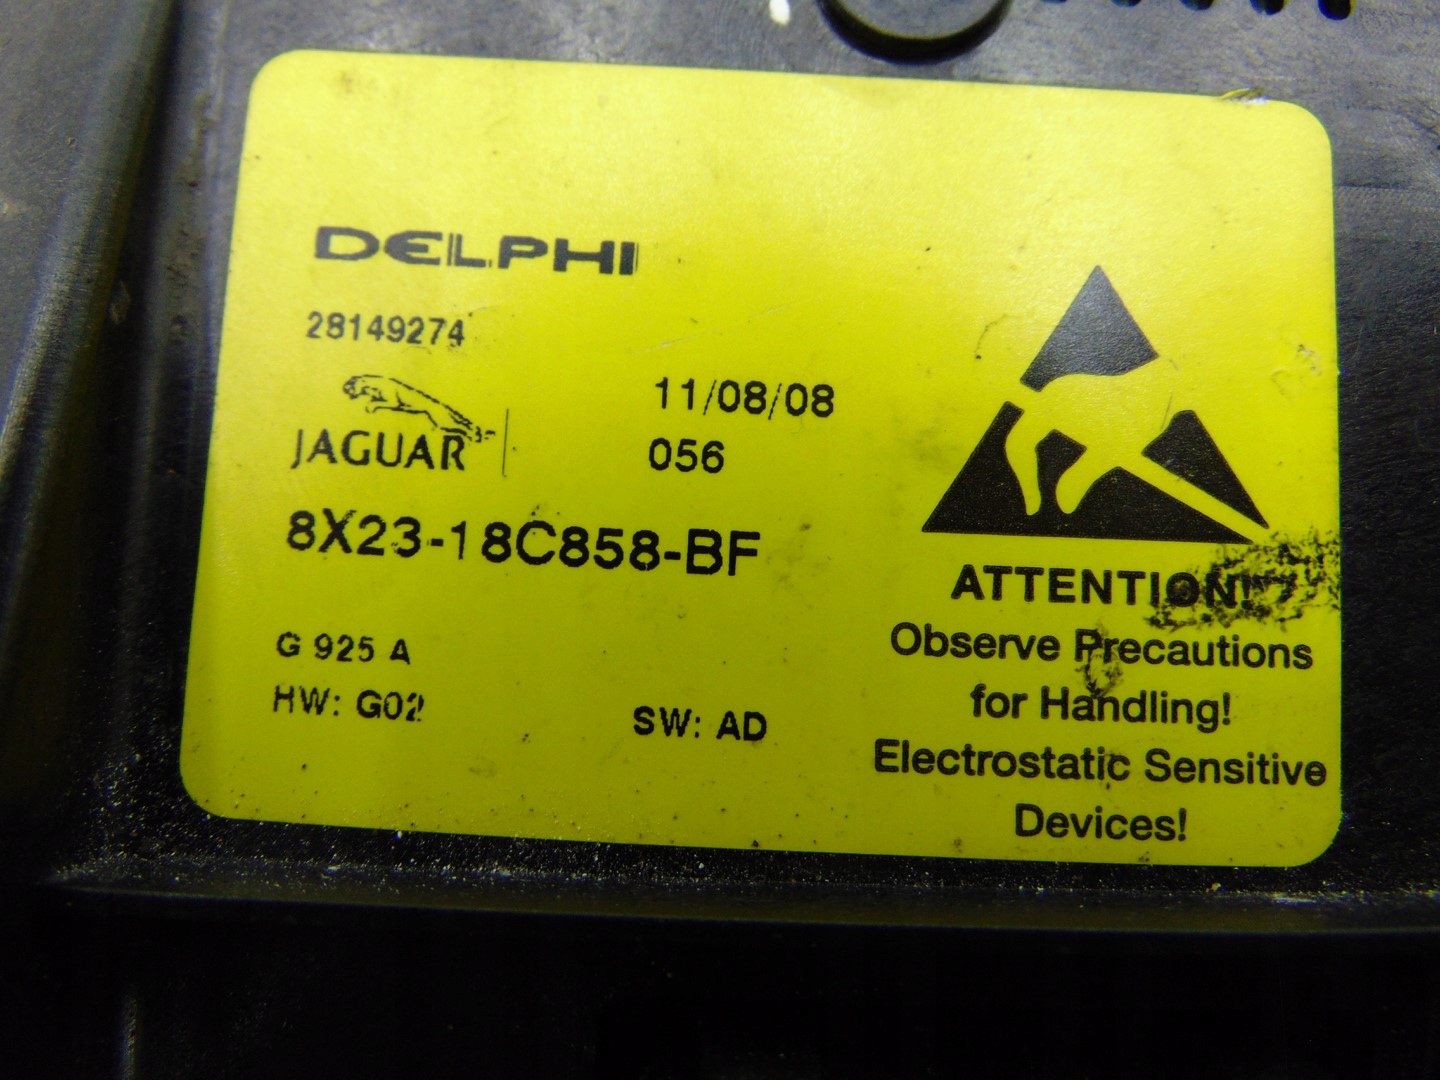 DELPHI
28149274
JAGUAR
11/08/08
056
8X23-18C858-BF
G 925 A
HW: G02
SW: AD
ATTENTION!
Observe Precautions
for Handling!
Electrostatic Sensitive
Devices!